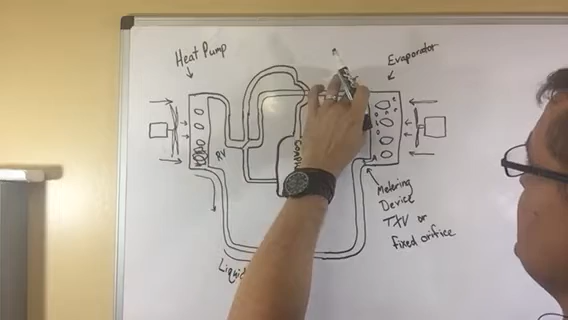 Heat Pump
Evaporator
RV
Metering
Device
TXV or
fixed orifice